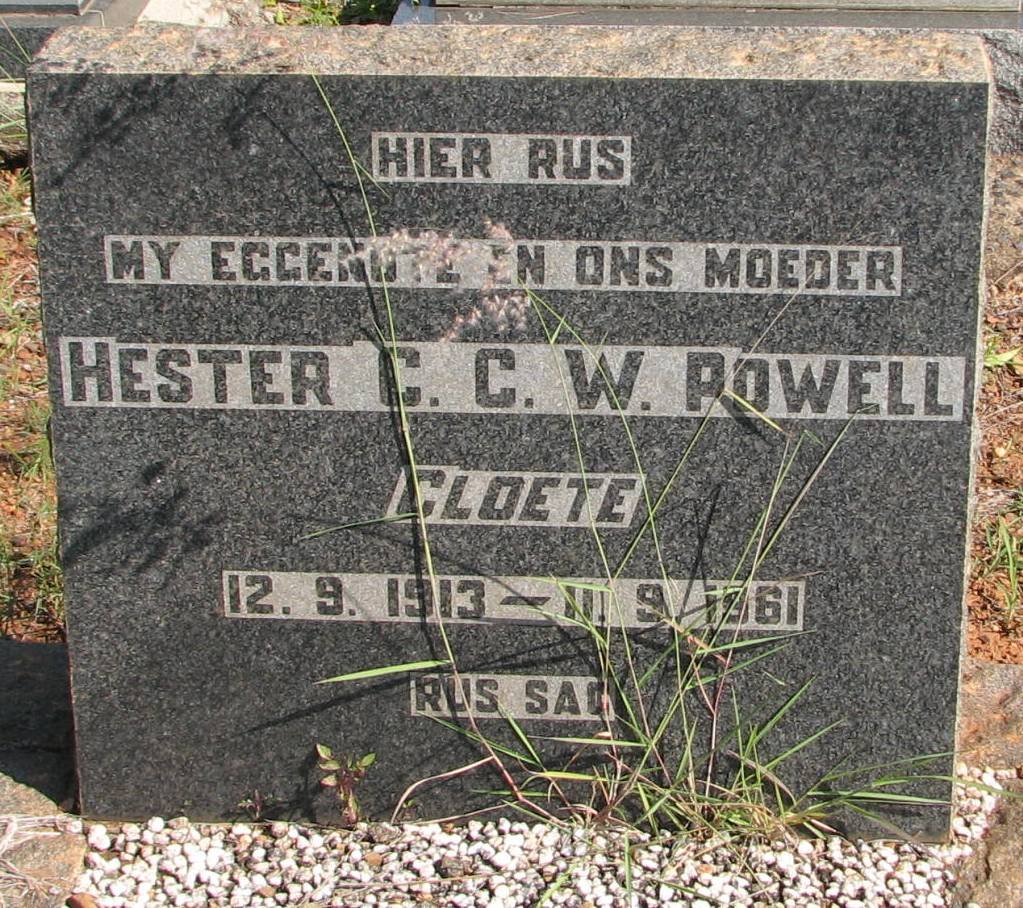 HIER RUS
MY EGGENOTE EN ONS MOEDER
HESTER C. C. W. POWELL
CLOETE
12. 9. 1913 — 11. 9. 1961
RUS SAG